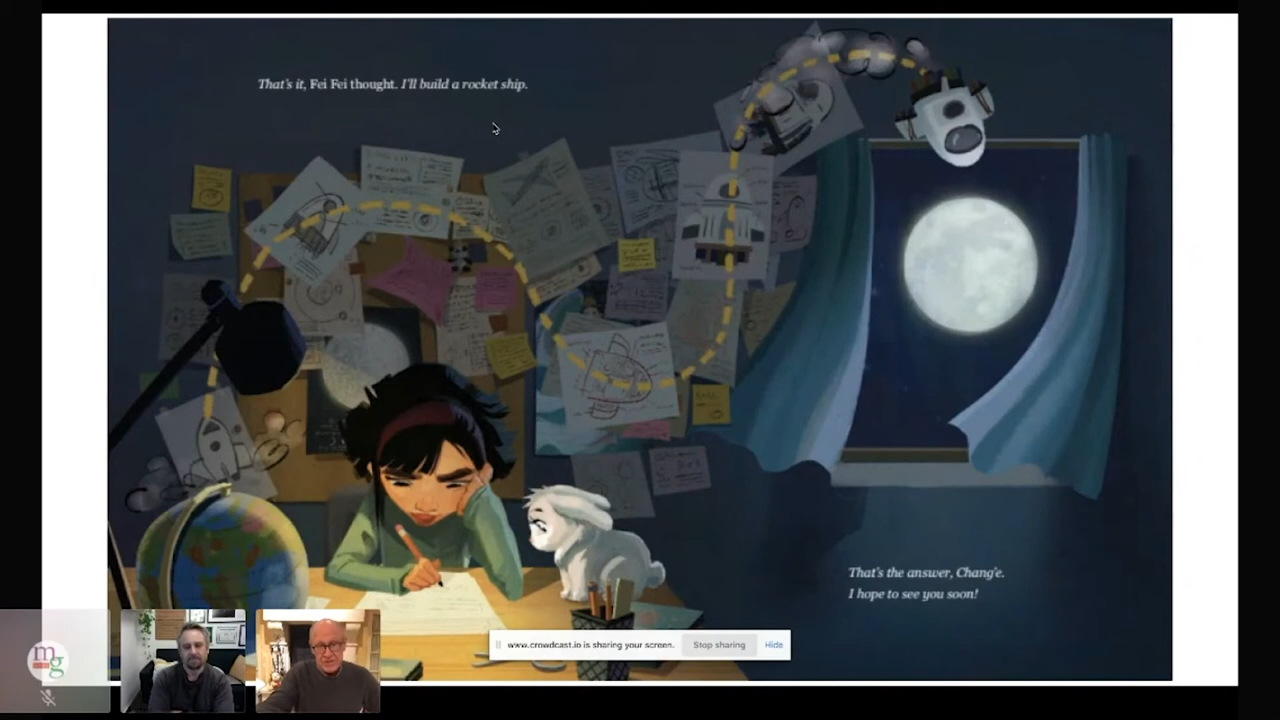 That's it, Fei Fei thought. I'll build a rocket ship.
That's the answer, Chang'e.
I hope to see you soon!
www.crowdcast.io is sharing your screen.
Stop sharing
Hide
mg